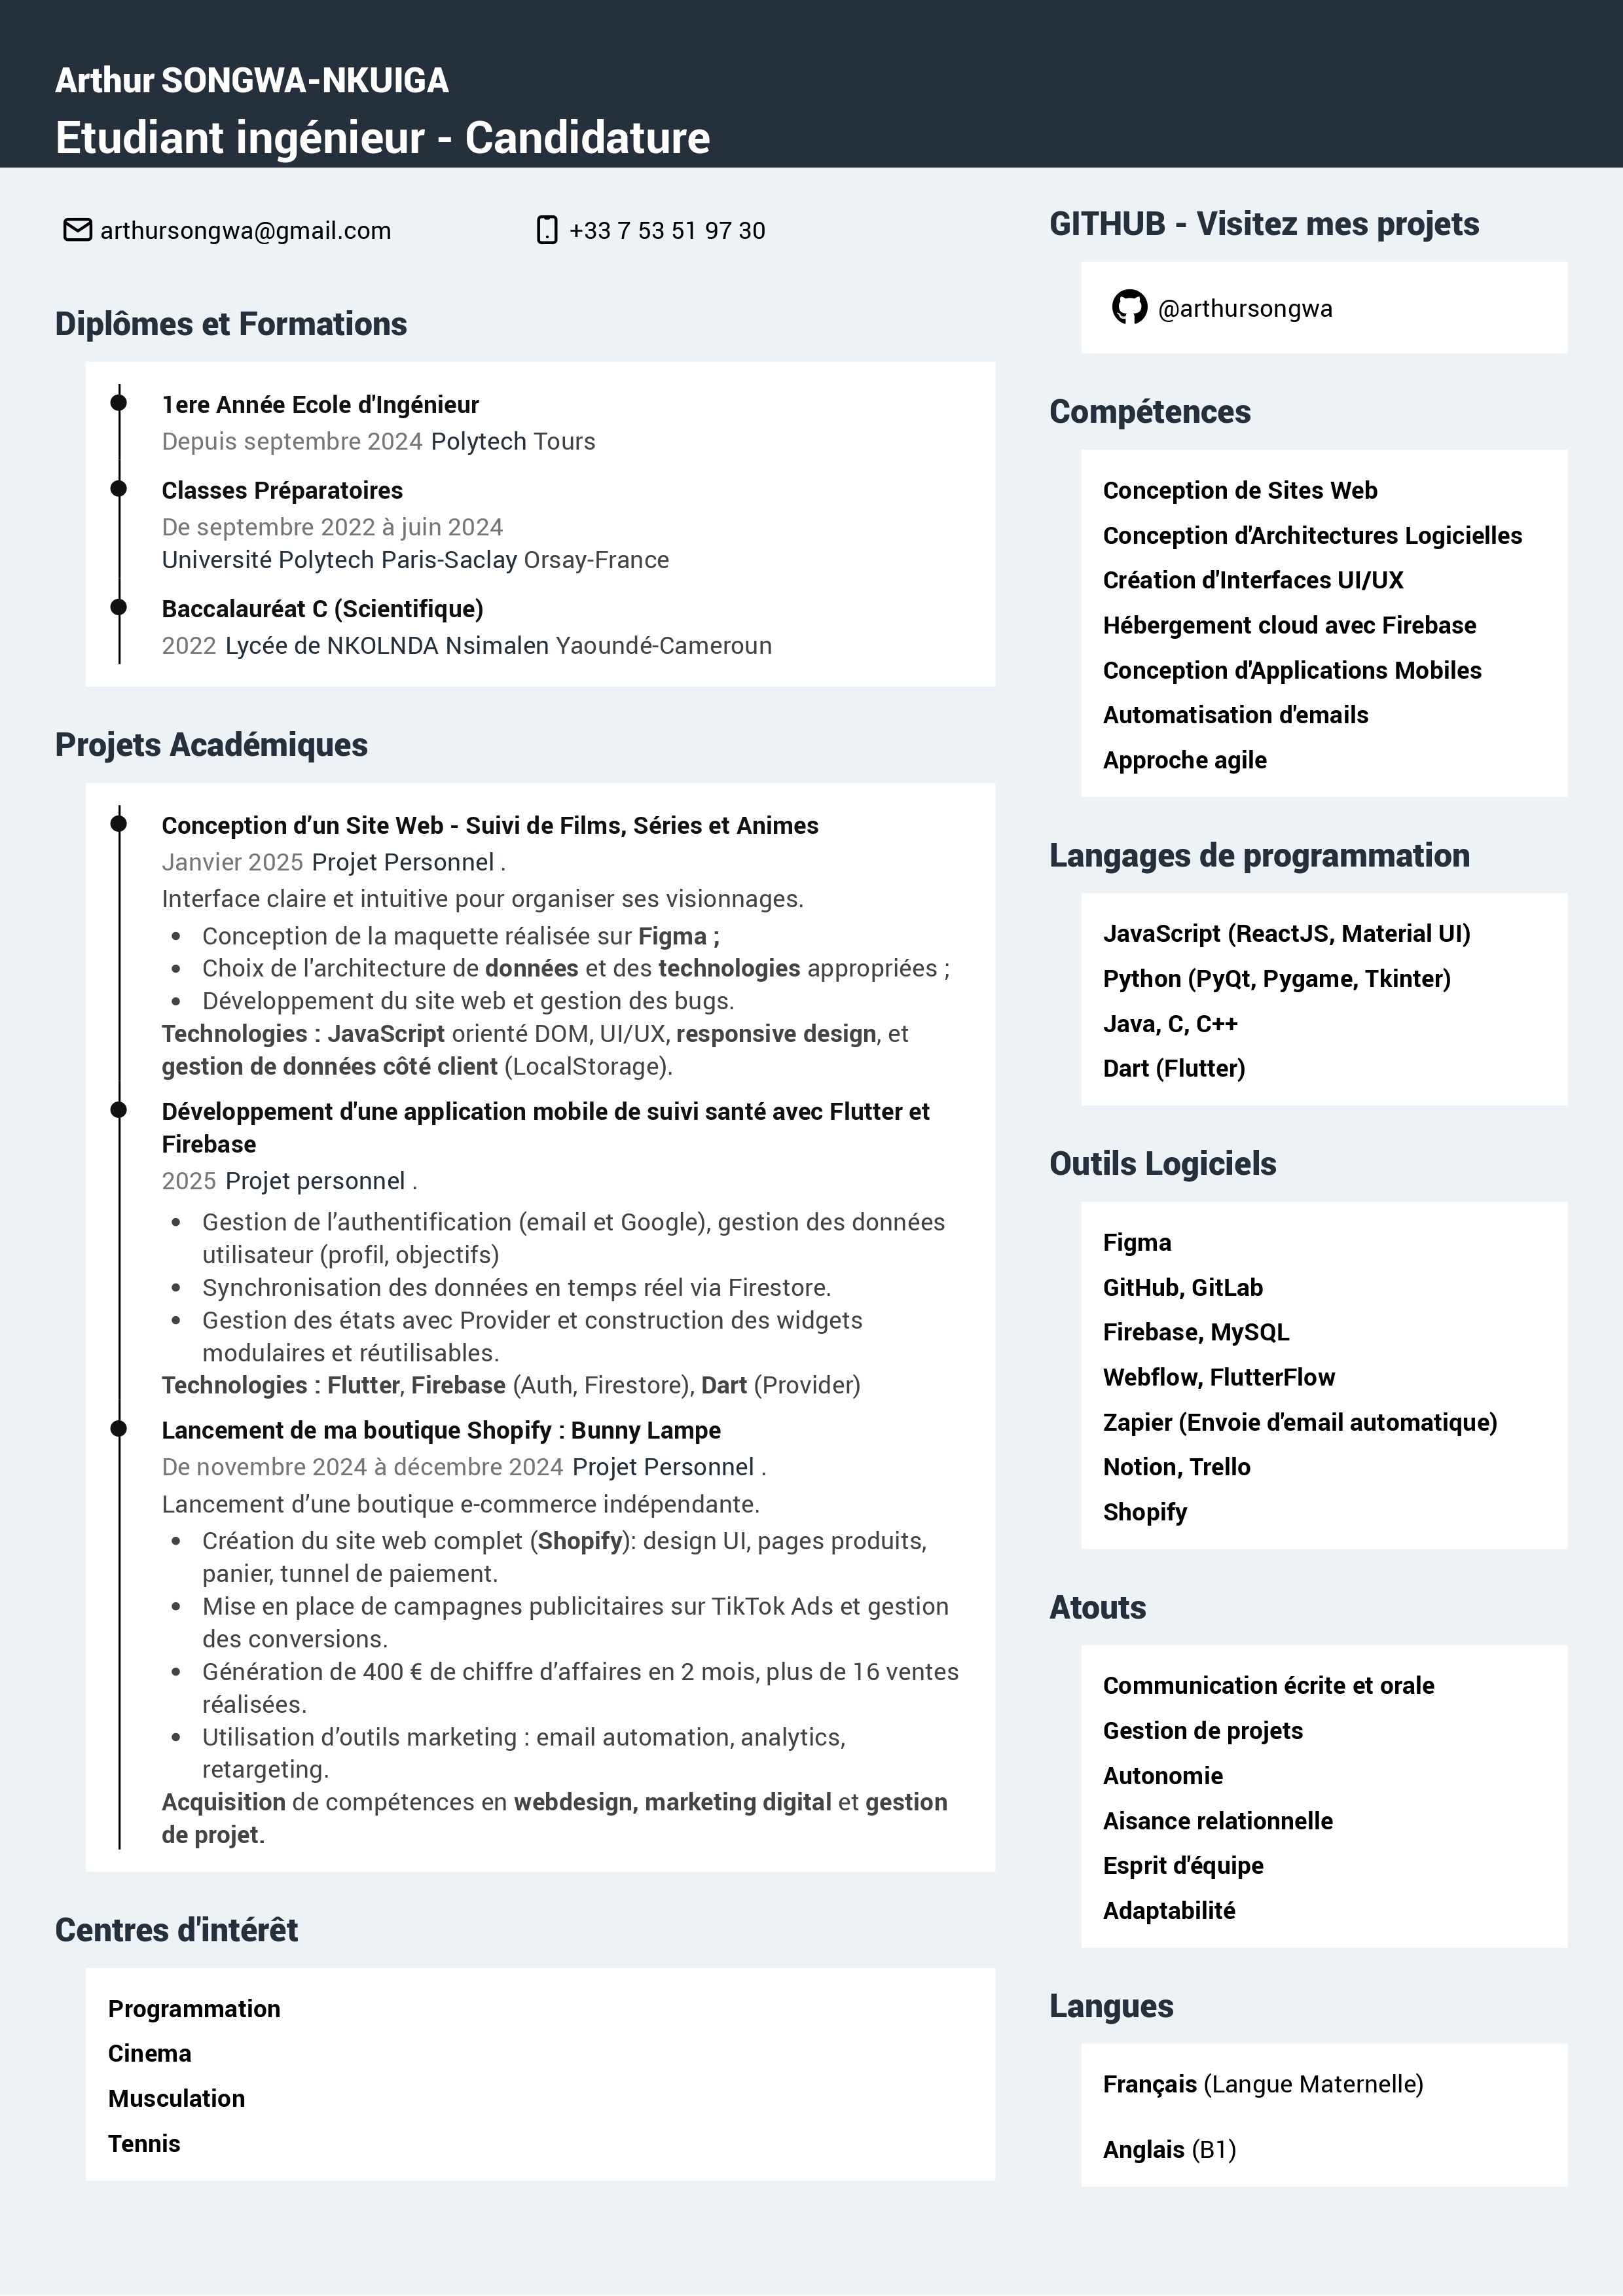 Arthur SONGWA-NKUIGA
Etudiant ingénieur - Candidature
arthursongwa@gmail.com
+33 7 53 51 97 30
Diplômes et Formations
1ere Année Ecole d'Ingénieur
Depuis septembre 2024 Polytech Tours
Classes Préparatoires
De septembre 2022 à juin 2024
Université Polytech Paris-Saclay Orsay-France
Baccalauréat C (Scientifique)
2022 Lycée de NKOLNDA Nsimalen Yaoundé-Cameroun
Projets Académiques
Conception d’un Site Web - Suivi de Films, Séries et Animes
Janvier 2025 Projet Personnel .
Interface claire et intuitive pour organiser ses visionnages.
• Conception de la maquette réalisée sur Figma ;
• Choix de l'architecture de données et des technologies appropriées ;
• Développement du site web et gestion des bugs.
Technologies : JavaScript orienté DOM, UI/UX, responsive design, et
gestion de données côté client (LocalStorage).
Développement d'une application mobile de suivi santé avec Flutter et
Firebase
2025 Projet personnel .
• Gestion de l’authentification (email et Google), gestion des données
utilisateur (profil, objectifs)
• Synchronisation des données en temps réel via Firestore.
• Gestion des états avec Provider et construction des widgets
modulaires et réutilisables.
Technologies : Flutter, Firebase (Auth, Firestore), Dart (Provider)
Lancement de ma boutique Shopify : Bunny Lampe
De novembre 2024 à décembre 2024 Projet Personnel .
Lancement d’une boutique e-commerce indépendante.
• Création du site web complet (Shopify): design UI, pages produits,
panier, tunnel de paiement.
• Mise en place de campagnes publicitaires sur TikTok Ads et gestion
des conversions.
• Génération de 400 € de chiffre d’affaires en 2 mois, plus de 16 ventes
réalisées.
• Utilisation d’outils marketing : email automation, analytics,
retargeting.
Acquisition de compétences en webdesign, marketing digital et gestion
de projet.
Centres d'intérêt
Programmation
Cinema
Musculation
Tennis
GITHUB - Visitez mes projets
@arthursongwa
Compétences
Conception de Sites Web
Conception d'Architectures Logicielles
Création d'Interfaces UI/UX
Hébergement cloud avec Firebase
Conception d'Applications Mobiles
Automatisation d'emails
Approche agile
Langages de programmation
JavaScript (ReactJS, Material UI)
Python (PyQt, Pygame, Tkinter)
Java, C, C++
Dart (Flutter)
Outils Logiciels
Figma
GitHub, GitLab
Firebase, MySQL
Webflow, FlutterFlow
Zapier (Envoie d'email automatique)
Notion, Trello
Shopify
Atouts
Communication écrite et orale
Gestion de projets
Autonomie
Aisance relationnelle
Esprit d'équipe
Adaptabilité
Langues
Français (Langue Maternelle)
Anglais (B1)